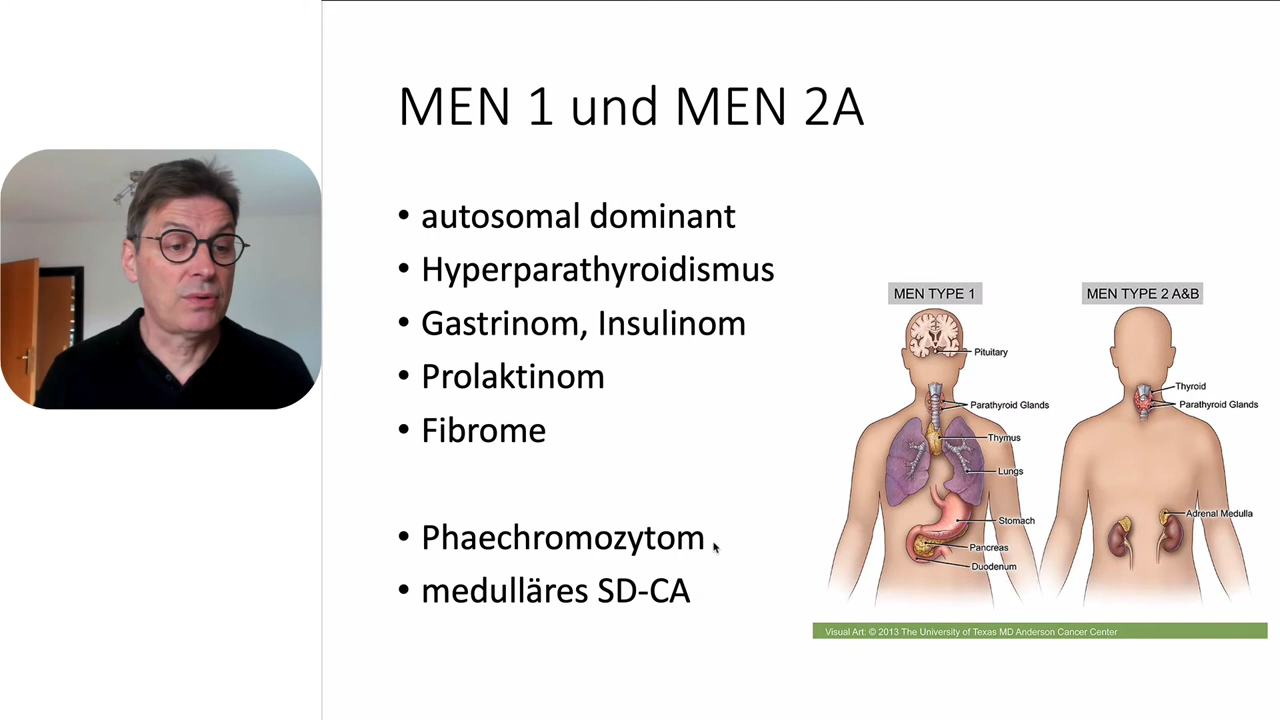 MEN 1 und MEN 2A
• autosomal dominant
• Hyperparathyroidismus
• Gastrinom, Insulinom
• Prolaktinom
• Fibrome
• Phaechromozytom
• medulläres SD-CA
MEN TYPE 1
Pituitary
Parathyroid Glands
Thymus
Lungs
Stomach
Pancreas
Duodenum
MEN TYPE 2 A&B
Thyroid
Parathyroid Glands
Adrenal Medulla
Visual Art: © 2013 The University of Texas MD Anderson Cancer Center